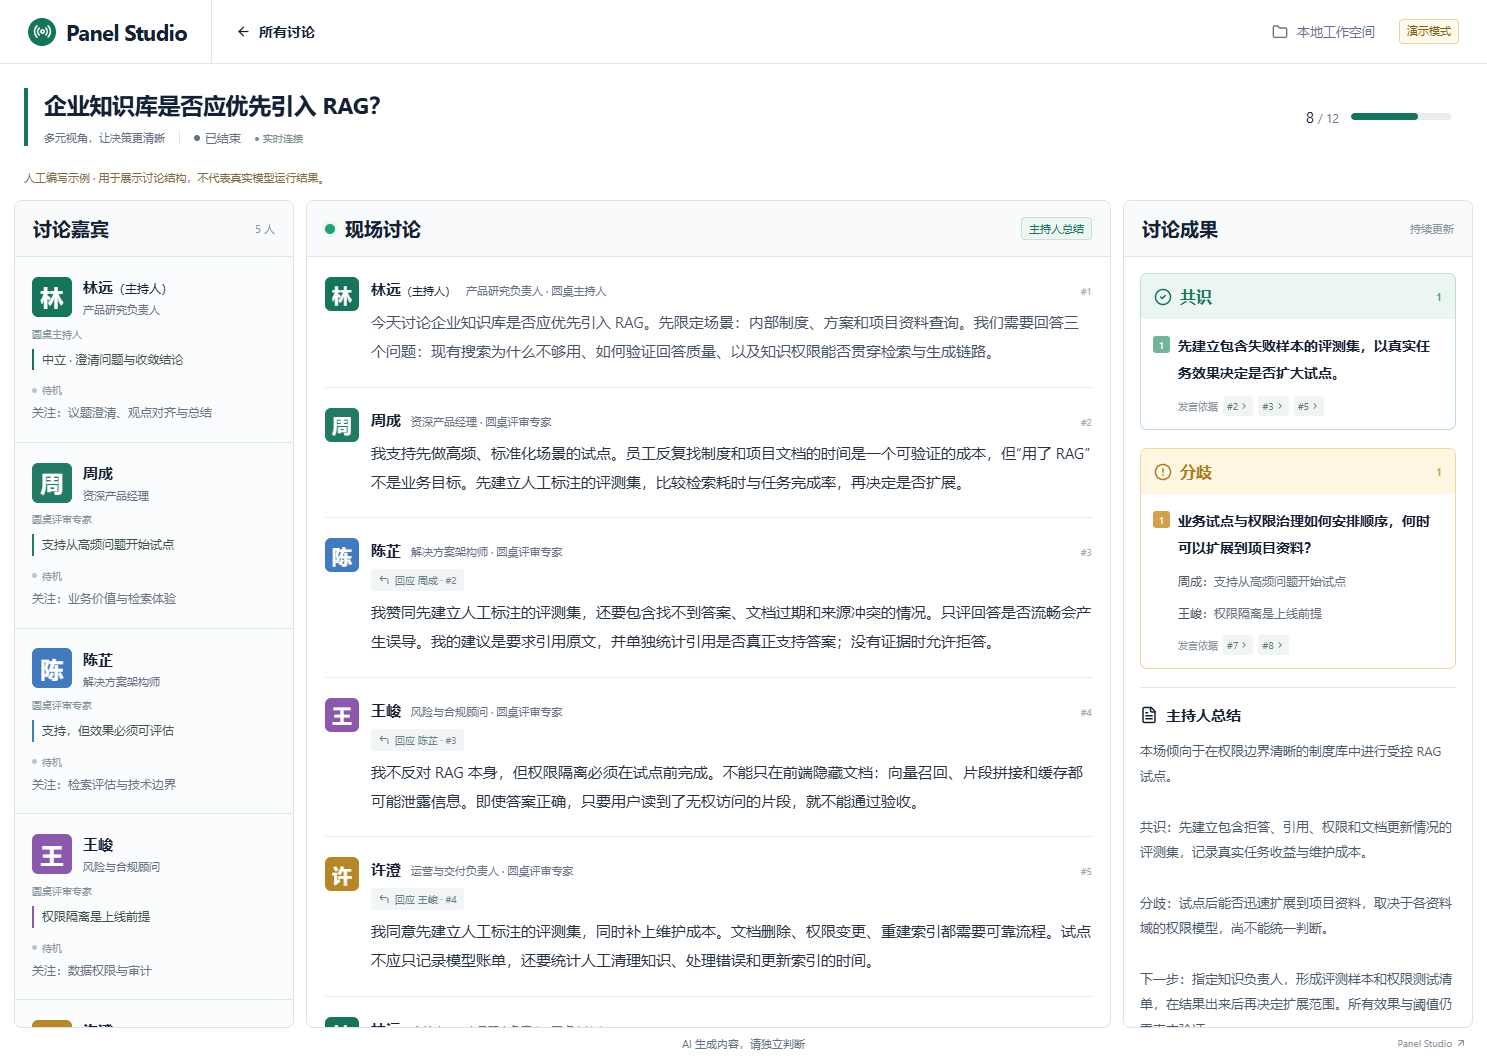 Panel Studio
← 所有讨论
本地工作空间
演示模式
企业知识库是否应优先引入 RAG？
多元视角，让决策更清晰
已结束
实时连接
8 / 12
人工编写示例 · 用于展示讨论结构，不代表真实模型运行结果。
讨论嘉宾
5 人
林
林远（主持人）
产品研究负责人
圆桌主持人
中立 · 澄清问题与收敛结论
待机
关注：议题澄清、观点对齐与总结
周
周成
资深产品经理
圆桌评审专家
支持从高频问题开始试点
待机
关注：业务价值与检索体验
陈
陈芷
解决方案架构师
圆桌评审专家
支持，但效果必须可评估
待机
关注：检索评估与技术边界
王
王峻
风险与合规顾问
圆桌评审专家
权限隔离是上线前提
待机
关注：数据权限与审计
现场讨论
主持人总结
林
林远（主持人） 产品研究负责人 · 圆桌主持人
#1
今天讨论企业知识库是否应优先引入 RAG。先限定场景：内部制度、方案和项目资料查询。我们需要回答三
个问题：现有搜索为什么不够用、如何验证回答质量、以及知识权限能否贯穿检索与生成链路。
周
周成 资深产品经理 · 圆桌评审专家
#2
我支持先做高频、标准化场景的试点。员工反复找制度和项目文档的时间是一个可验证的成本，但“用了 RAG”
不是业务目标。先建立人工标注的评测集，比较检索耗时与任务完成率，再决定是否扩展。
陈
陈芷 解决方案架构师 · 圆桌评审专家
#3
回应 周成 · #2
我赞同先建立人工标注的评测集，还要包含找不到答案、文档过期和来源冲突的情况。只评回答是否流畅会产
生误导。我的建议是要求引用原文，并单独统计引用是否真正支持答案；没有证据时允许拒答。
王
王峻 风险与合规顾问 · 圆桌评审专家
#4
回应 陈芷 · #3
我不反对 RAG 本身，但权限隔离必须在试点前完成。不能只在前端隐藏文档：向量召回、片段拼接和缓存都
可能泄露信息。即使答案正确，只要用户读到了无权访问的片段，就不能通过验收。
许
许澄 运营与交付负责人 · 圆桌评审专家
#5
回应 王峻 · #4
我同意先建立人工标注的评测集，同时补上维护成本。文档删除、权限变更、重建索引都需要可靠流程。试点
不应只记录模型账单，还要统计人工清理知识、处理错误和更新索引的时间。
讨论成果
持续更新
共识
1
1 先建立包含失败样本的评测集，以真实任
务效果决定是否扩大试点。
发言依据 #2 > #3 > #5 >
分歧
1
1 业务试点与权限治理如何安排顺序，何时
可以扩展到项目资料？
周成：支持从高频问题开始试点
王峻：权限隔离是上线前提
发言依据 #7 > #8 >
主持人总结
本场倾向于在权限边界清晰的制度库中进行受控 RAG
试点。
共识：先建立包含拒答、引用、权限和文档更新情况的
评测集，记录真实任务收益与维护成本。
分歧：试点后能否迅速扩展到项目资料，取决于各资料
域的权限模型，尚不能统一判断。
下一步：指定知识负责人，形成评测样本和权限测试清
单，在结果出来后再决定扩展范围。所有效果与阈值仍
AI 生成内容，请独立判断
Panel Studio ↗